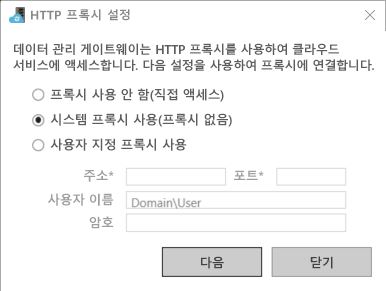 HTTP 프록시 설정
데이터 관리 게이트웨이는 HTTP 프록시를 사용하여 클라우드
서비스에 액세스합니다. 다음 설정을 사용하여 프록시에 연결합니다.
프록시 사용 안 함(직접 액세스)
시스템 프록시 사용(프록시 없음)
사용자 지정 프록시 사용
주소* 포트*
사용자 이름 Domain\User
암호
다음 닫기